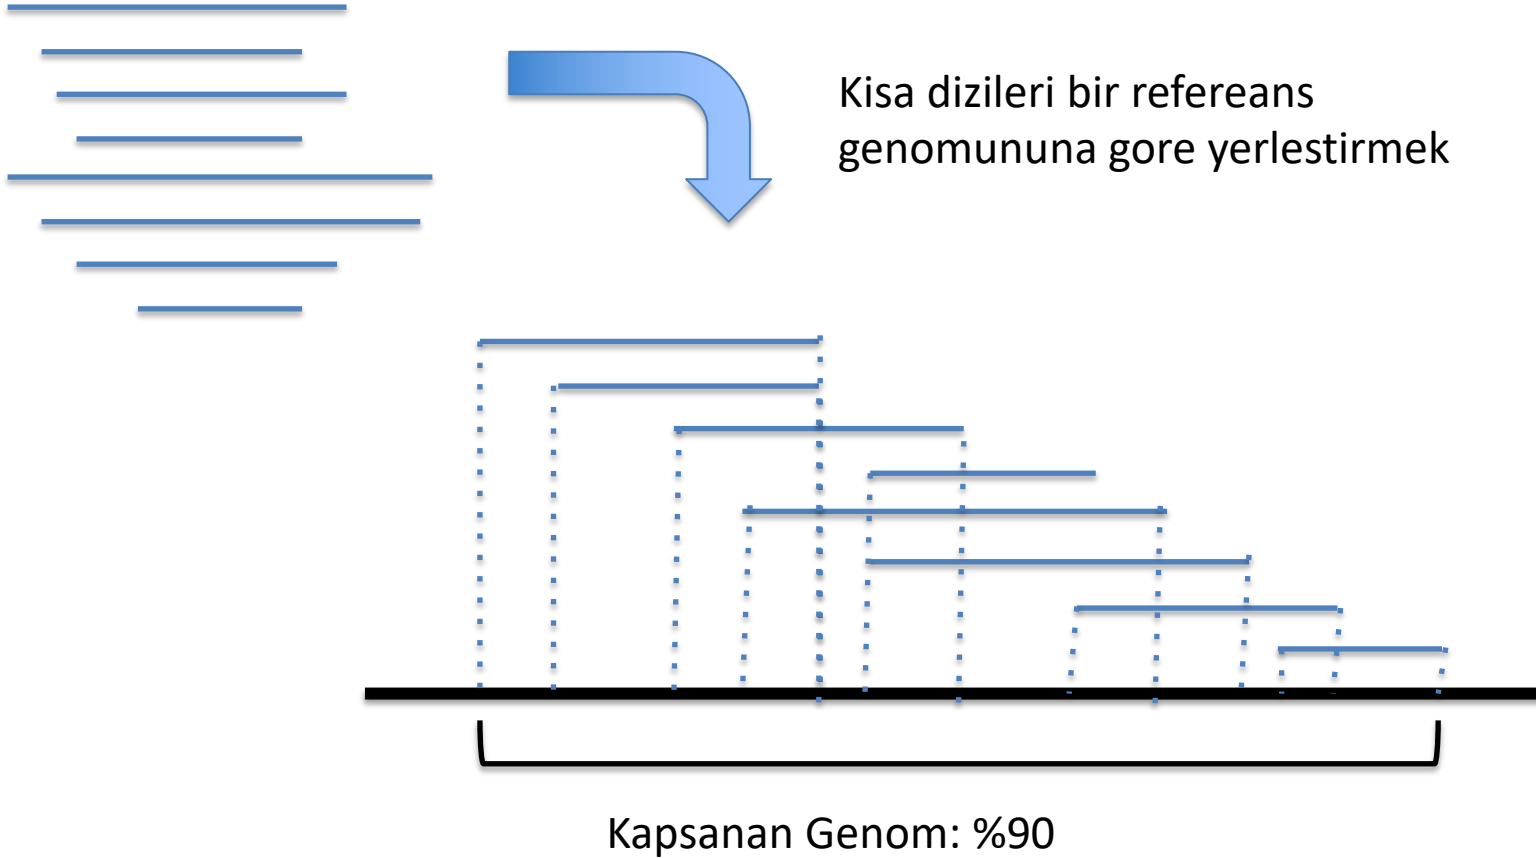 Kisa dizileri bir refereans
genomununa gore yerlestirmek
Kapsanan Genom: %90